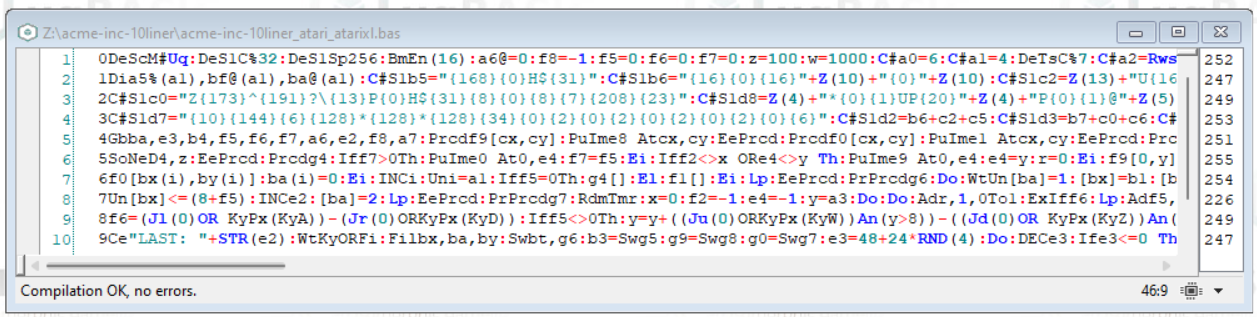 Z:\acme-inc-10liner\acme-inc-10liner_atari_atarixl.bas
1 0DeScM#Uq:DeSlC%32:DeSlSp256:BmEn(16):a6@=0:f8=-1:f5=0:f6=0:f7=0:z=100:w=1000:C#a0=6:C#a1=4:DeTsC%7:C#a2=Rws 252
2 1Dia5%(a1),bf@(a1),ba@(a1):C#Slb5="{168}{0}H${31}":C#Slb6="{16}{0}{16}"+Z(10)+"{0}"+Z(10):C#Slc2=Z(13)+"U{16 247
3 2C#Slc0="Z{173}^{191}?\{13}P{0}H${31}{8}{0}{8}{7}{208}{23}":C#Sld8=Z(4)+"*{0}{1}UP{20}"+Z(4)+"P{0}{1}@"+Z(5) 249
4 3C#Sld7="{10}{144}{6}{128}*{128}*{128}{34}{0}{2}{0}{2}{0}{2}{0}{2}{0}{6}":C#Sld2=b6+c2+c5:C#Sld3=b7+c0+c6:C# 251
5 4Gbba,e3,b4,f5,f6,f7,a6,e2,f8,a7:Prcdf9[cx,cy]:PuIme8 Atcx,cy:EePrcd:Prcdf0[cx,cy]:PuIme1 Atcx,cy:EePrcd:Prc 253
6 5SoNeD4,z:EePrcd:Prcdg4:Iff7>0Th:PuIme0 At0,e4:f7=f5:Ei:Iff2<>x ORe4<>y Th:PuIme9 At0,e4:e4=y:r=0:Ei:f9[0,y] 255
7 6f0[bx(i),by(i)]:ba(i)=0:Ei:INCi:Uni=a1:Iff5=0Th:g4[]:El:f1[]:Ei:Lp:EePrcd:PrPrcdg6:Do:WtUn[ba]=1:[bx]=b1:[b 254
8 7Un[bx]<=(8+f5):INCe2:[ba]=2:Lp:EePrcd:PrPrcdg7:RdmTmr:x=0:f2=-1:e4=-1:y=a3:Do:Do:Adr,1,0Tol:ExIff6:Lp:Adf5, 226
9 8f6=(Jl(0)OR KyPx(KyA))-(Jr(0)ORKyPx(KyD)):Iff5<>0Th:y=y+((Ju(0)ORKyPx(KyW))An(y>8))-((Jd(0)OR KyPx(KyZ))An( 249
10 9Ce"LAST: "+STR(e2):WtKyORFi:Filbx,ba,by:Swbt,g6:b3=Swg5:g9=Swg8:g0=Swg7:e3=48+24*RND(4):Do:DECe3:Ife3<=0 Th 247
Compilation OK, no errors. 46:9